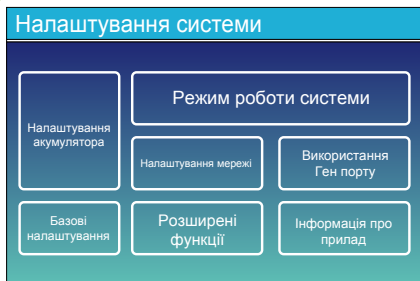 Налаштування системи
Режим роботи системи
Налаштування
акумулятора
Налаштування мережі
Використання
Ген порту
Базові
налаштування
Розширені
функції
Інформація про
прилад